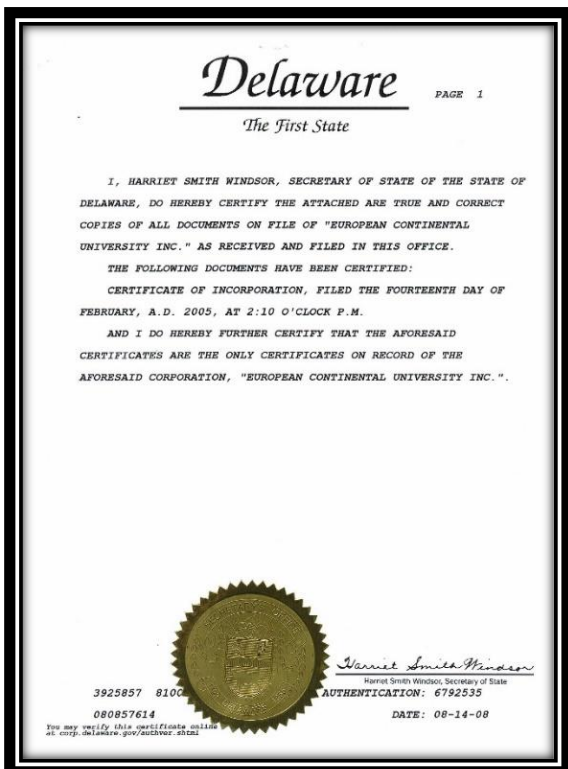 Delaware
PAGE 1
The First State
I, HARRIET SMITH WINDSOR, SECRETARY OF STATE OF THE STATE OF
DELAWARE, DO HEREBY CERTIFY THE ATTACHED ARE TRUE AND CORRECT
COPIES OF ALL DOCUMENTS ON FILE OF "EUROPEAN CONTINENTAL
UNIVERSITY INC." AS RECEIVED AND FILED IN THIS OFFICE.
THE FOLLOWING DOCUMENTS HAVE BEEN CERTIFIED:
CERTIFICATE OF INCORPORATION, FILED THE FOURTEENTH DAY OF
FEBRUARY, A.D. 2005, AT 2:10 O'CLOCK P.M.
AND I DO HEREBY FURTHER CERTIFY THAT THE AFORESAID
CERTIFICATES ARE THE ONLY CERTIFICATES ON RECORD OF THE
AFORESAID CORPORATION, "EUROPEAN CONTINENTAL UNIVERSITY INC.".
Harriet Smith Windsor
Harriet Smith Windsor, Secretary of State
3925857 8100
AUTHENTICATION: 6792535
080857614
DATE: 08-14-08
You may verify this certificate online
at corp.delaware.gov/authver.shtml